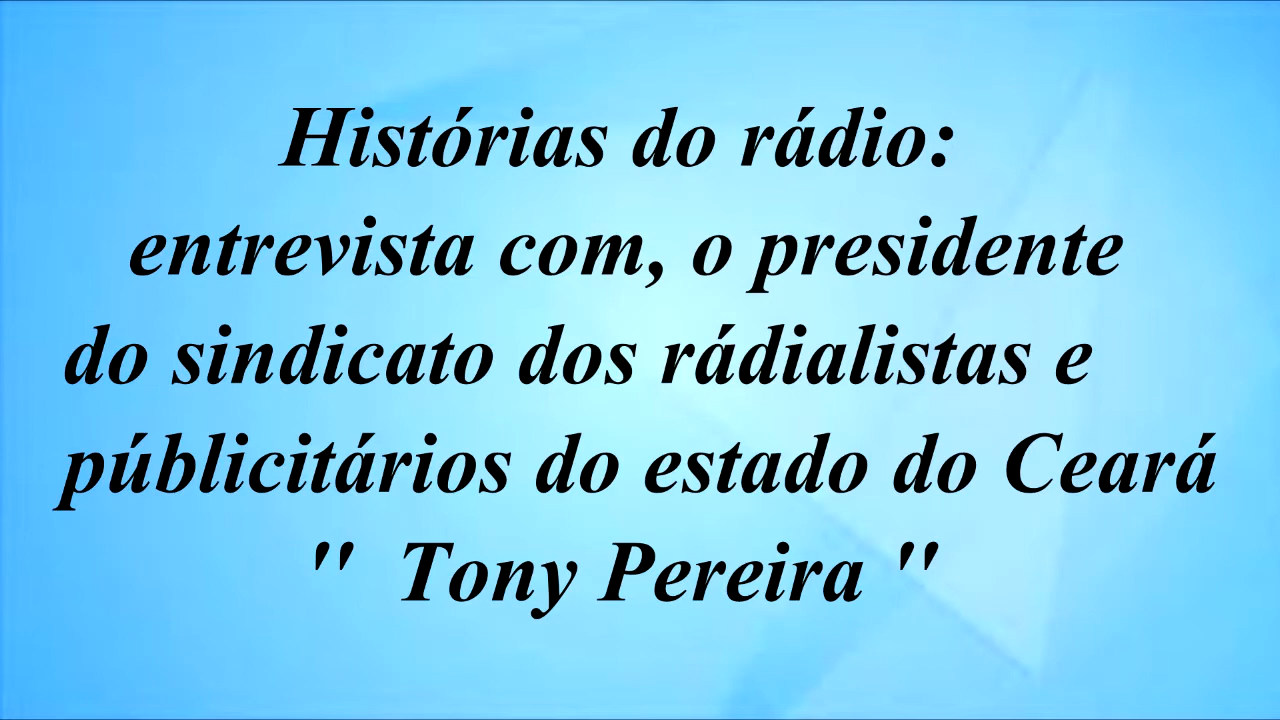 Histórias do rádio:
entrevista com, o presidente
do sindicato dos rádialistas e
públicitários do estado do Ceará
" Tony Pereira "